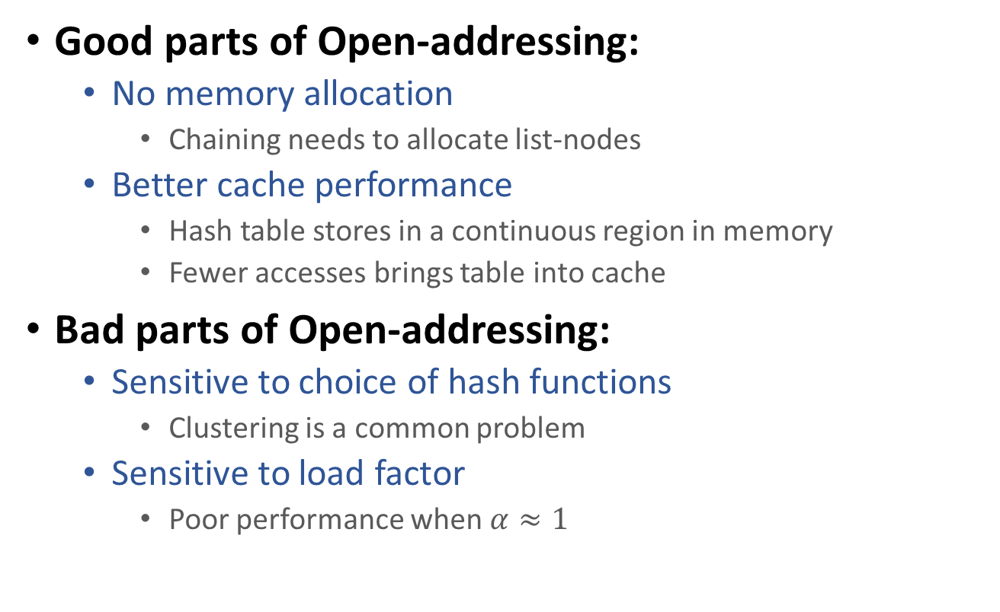 • Good parts of Open-addressing:
• No memory allocation
• Chaining needs to allocate list-nodes
• Better cache performance
• Hash table stores in a continuous region in memory
• Fewer accesses brings table into cache
• Bad parts of Open-addressing:
• Sensitive to choice of hash functions
• Clustering is a common problem
• Sensitive to load factor
• Poor performance when α ≈ 1